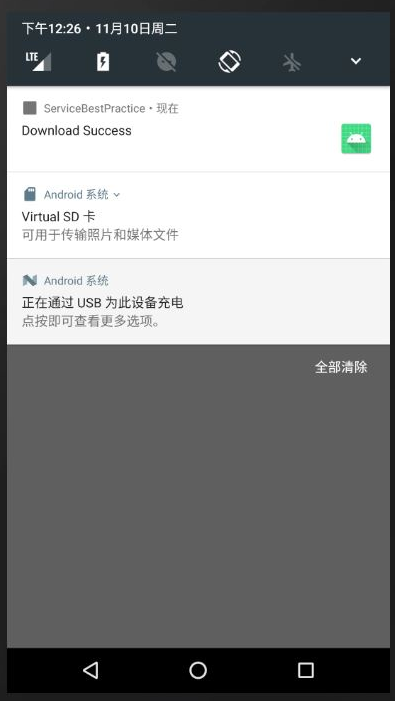 下午12:26 • 11月10日周二
LTE
ServiceBestPractice • 现在
Download Success
Android 系统
Virtual SD 卡
可用于传输照片和媒体文件
Android 系统
正在通过 USB 为此设备充电
点按即可查看更多选项。
全部清除